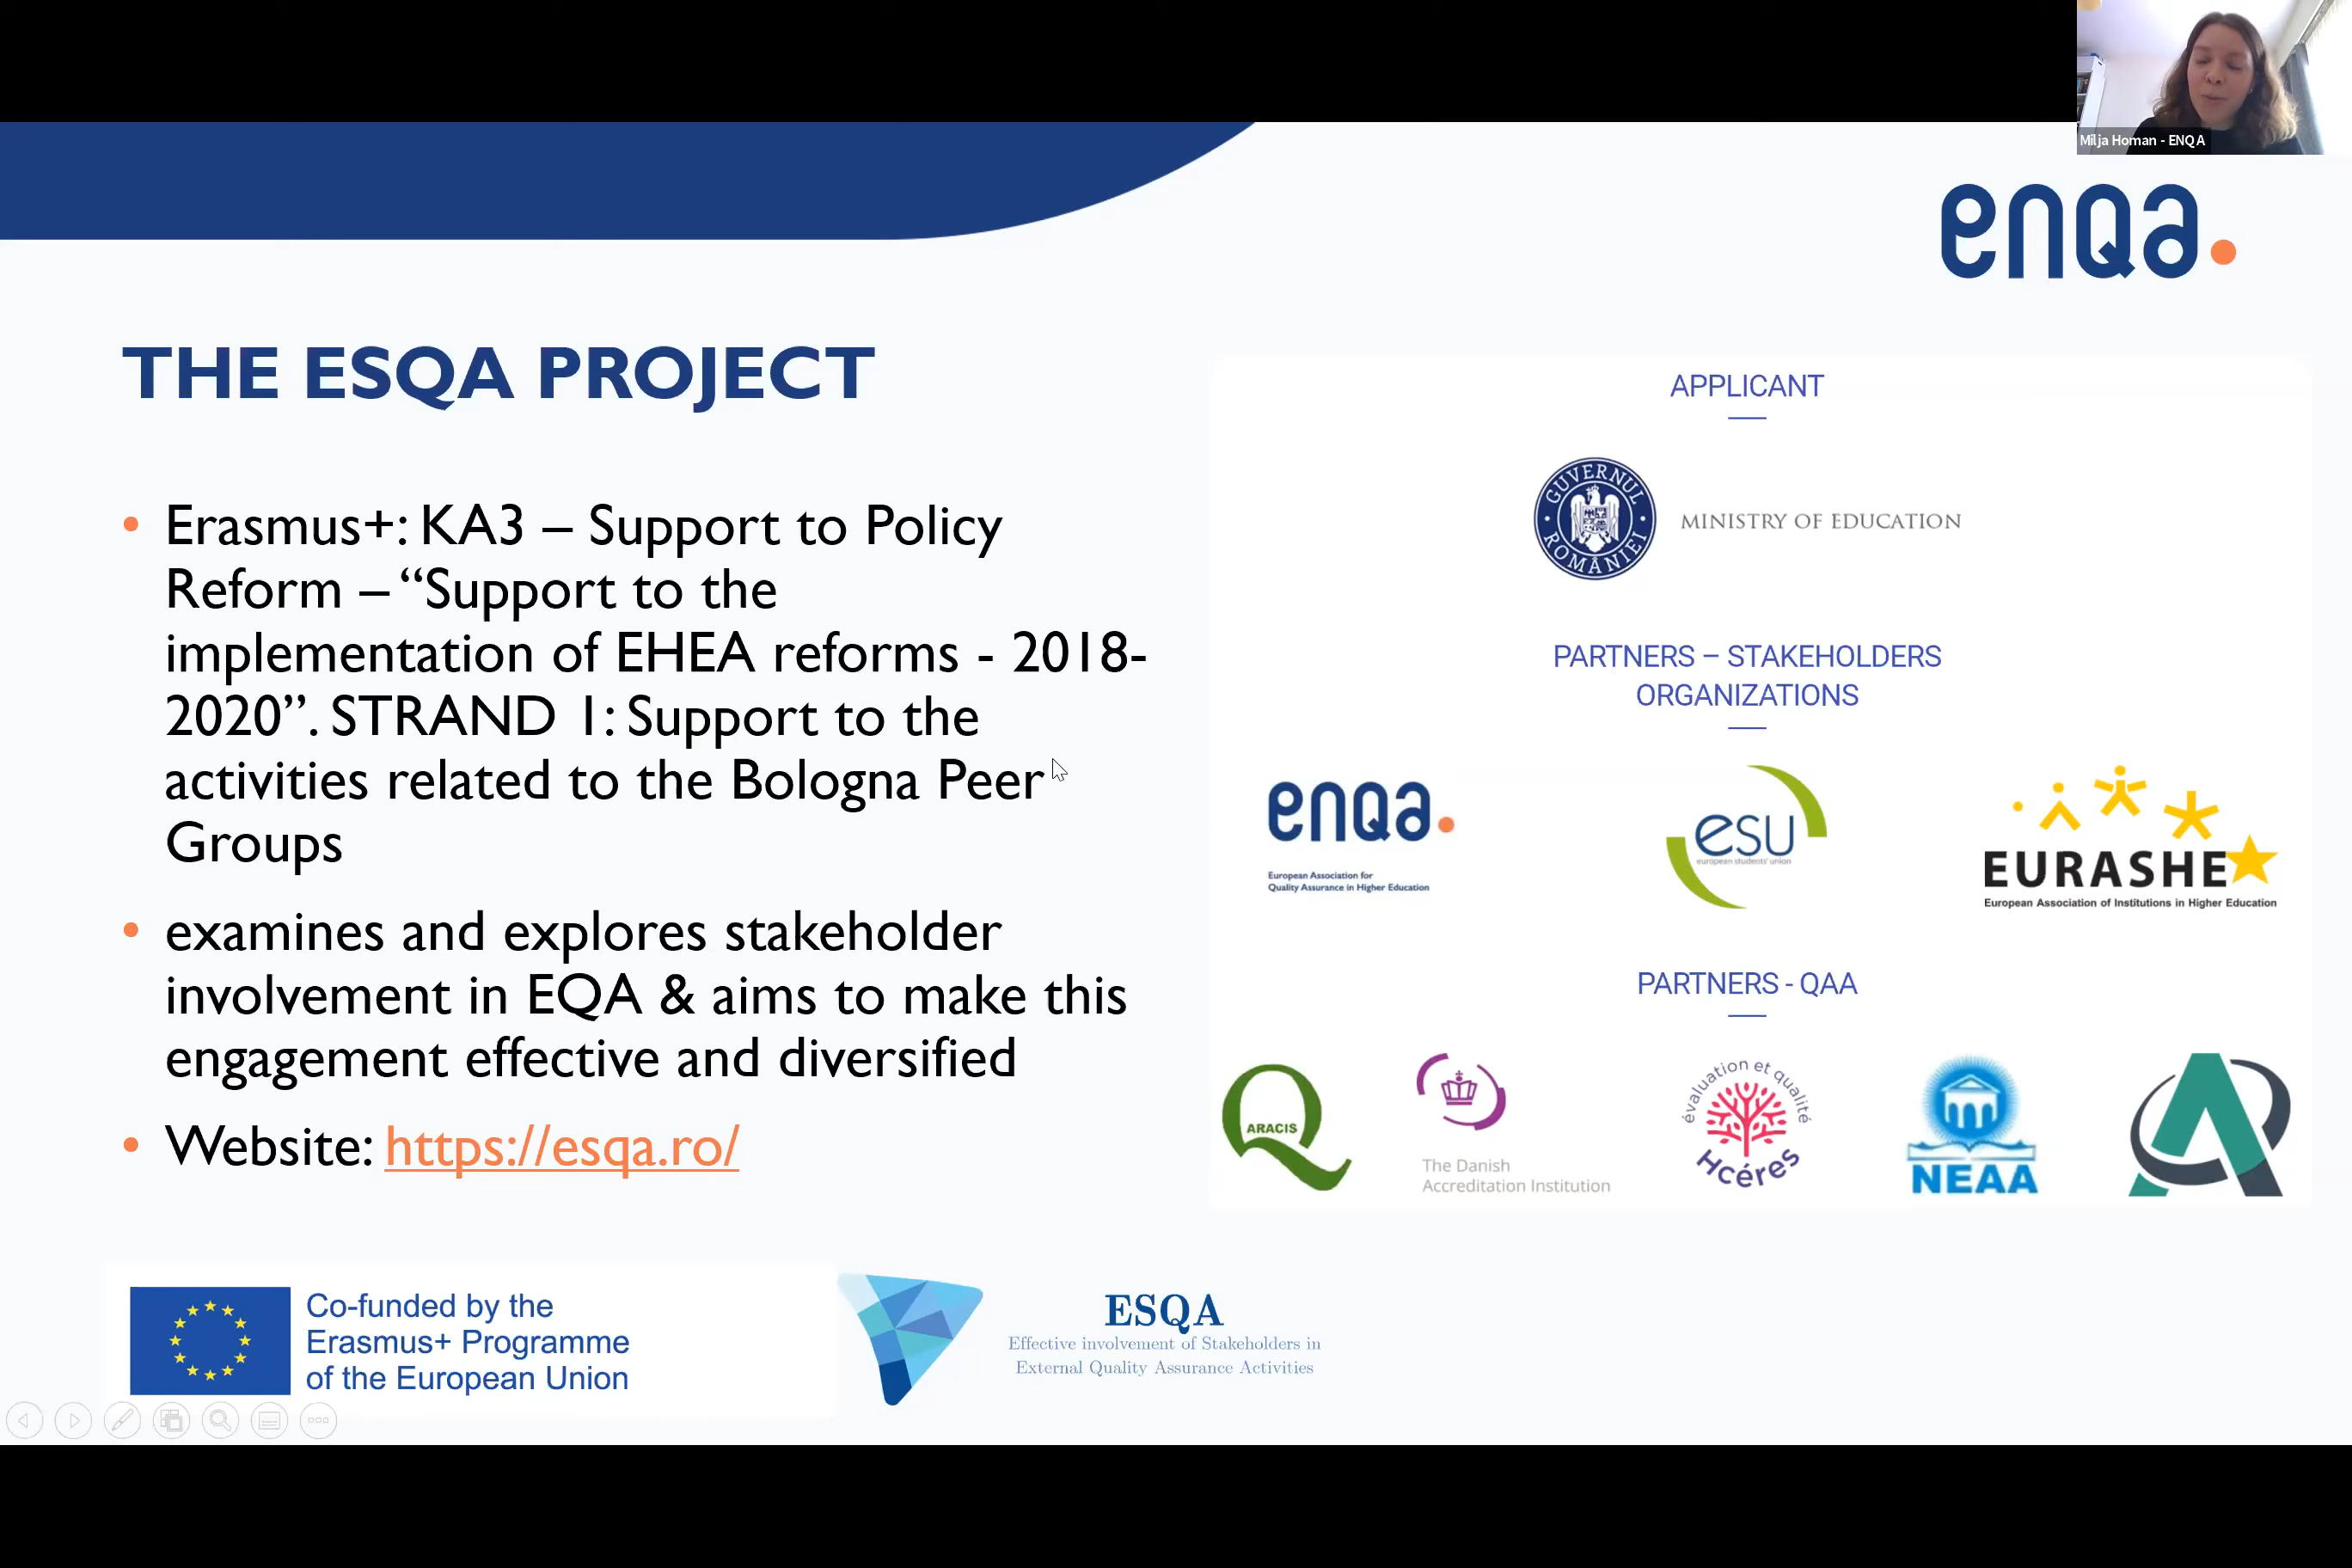 Milja Homan - ENQA
enqa.
THE ESQA PROJECT
• Erasmus+: KA3 – Support to Policy
Reform – “Support to the
implementation of EHEA reforms - 2018-
2020”. STRAND 1: Support to the
activities related to the Bologna Peer
Groups
• examines and explores stakeholder
involvement in EQA & aims to make this
engagement effective and diversified
• Website: https://esqa.ro/
APPLICANT
GUVERNUL
ROMÂNIEI
MINISTRY OF EDUCATION
PARTNERS – STAKEHOLDERS
ORGANIZATIONS
enqa.
European Association for
Quality Assurance in Higher Education
esu
european students' union
EURASHE
European Association of Institutions in Higher Education
PARTNERS - QAA
ARACIS
The Danish
Accreditation Institution
évaluation et qualité
Hcéres
NEAA
Co-funded by the
Erasmus+ Programme
of the European Union
ESQA
Effective involvement of Stakeholders in
External Quality Assurance Activities